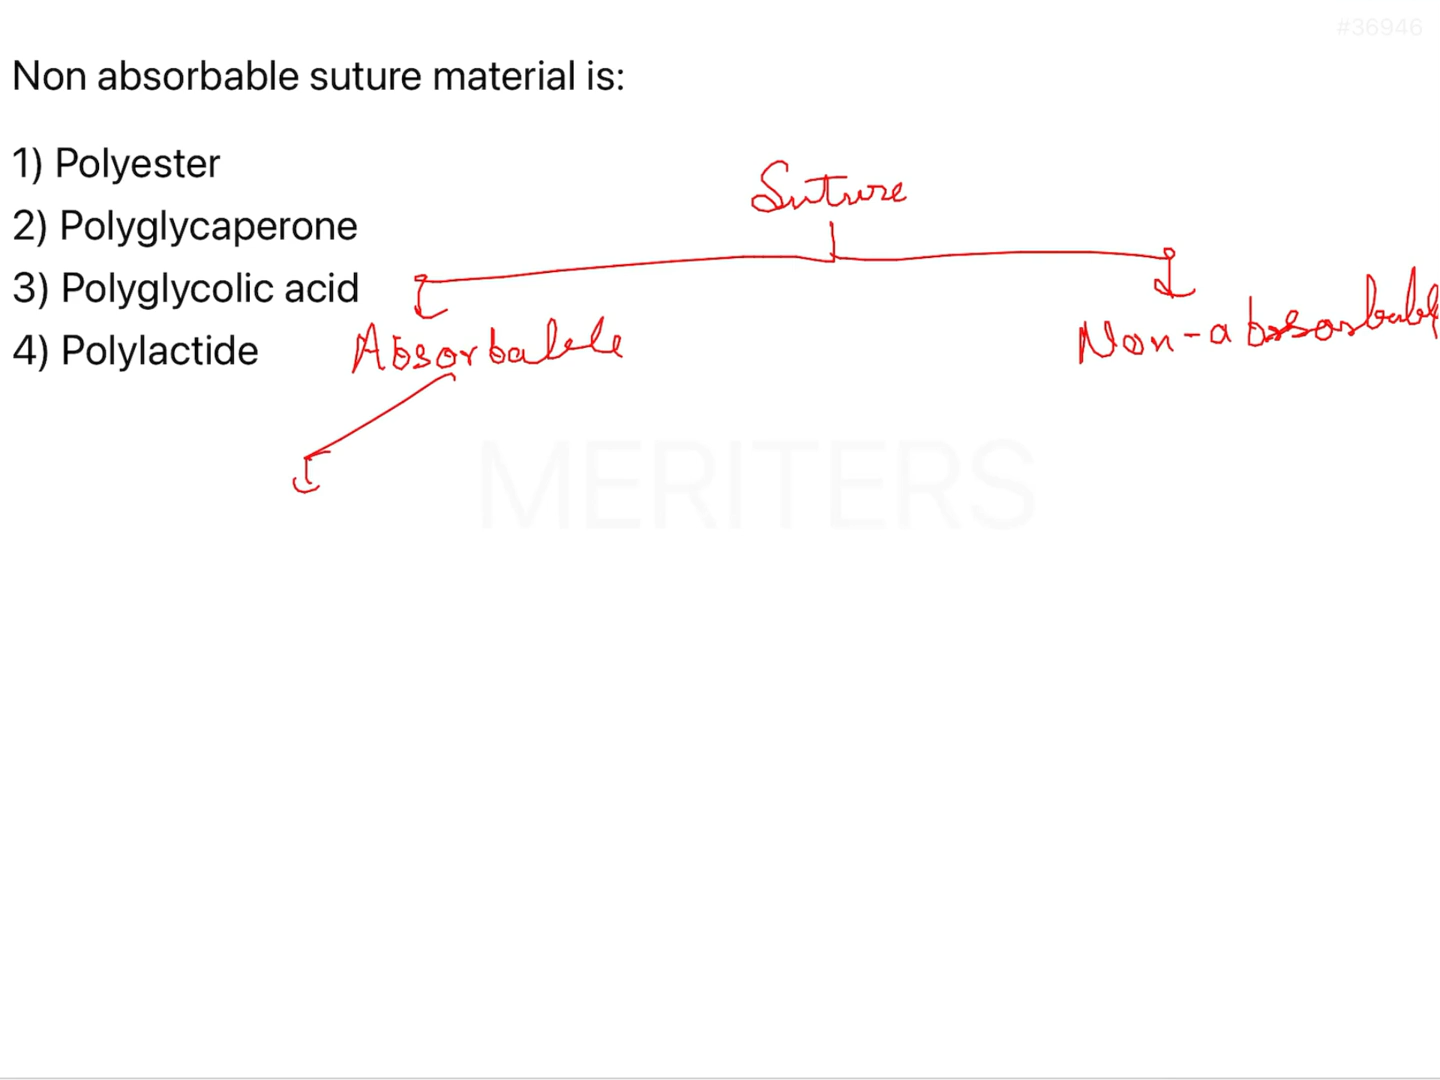 #36946
Non absorbable suture material is:
1) Polyester
2) Polyglycaperone
3) Polyglycolic acid
4) Polylactide
Suture
Absorbable
Non-absorbable
MERITERS